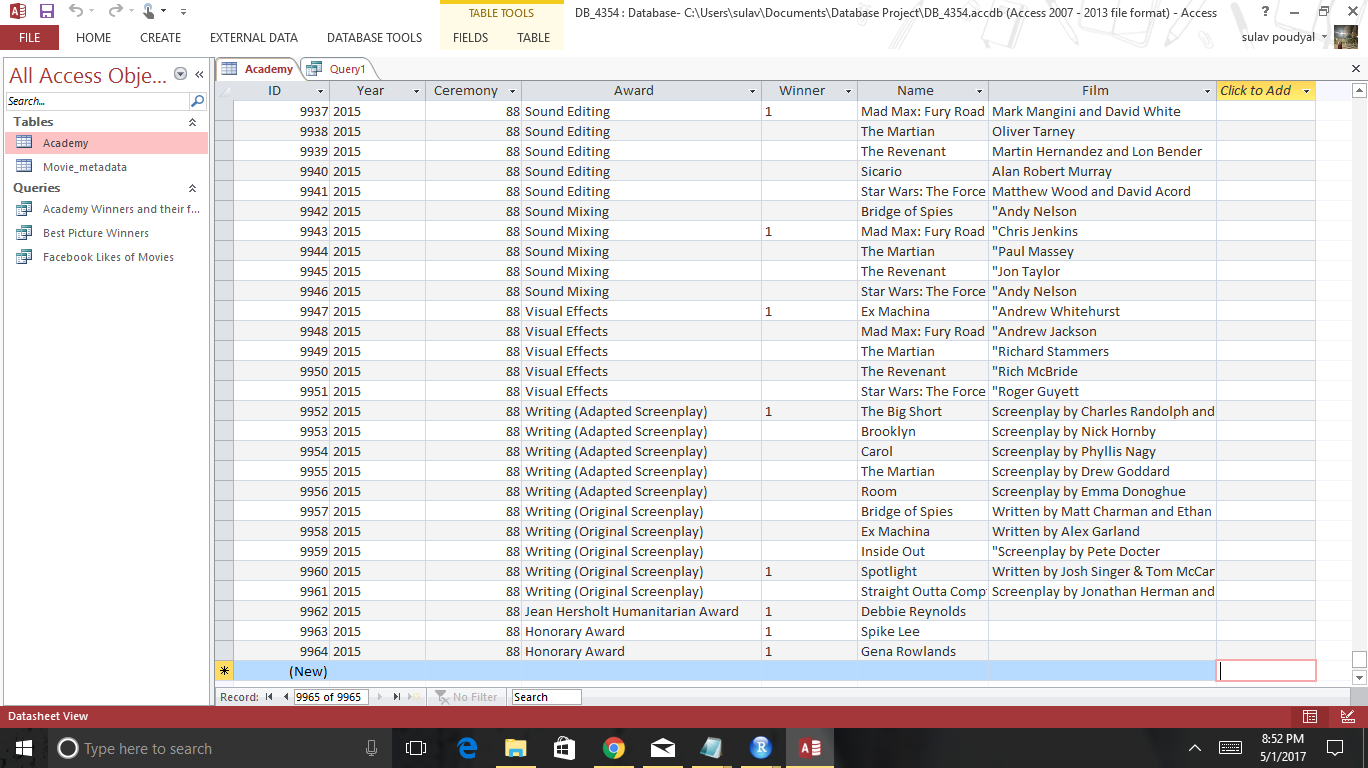 TABLE TOOLS DB_4354 : Database- C:\Users\sulav\Documents\Database Project\DB_4354.accdb (Access 2007 - 2013 file format) - Access
FILE HOME CREATE EXTERNAL DATA DATABASE TOOLS FIELDS TABLE sulav poudyal
All Access Obje...
Search...
Tables
Academy
Movie_metadata
Queries
Academy Winners and their f...
Best Picture Winners
Facebook Likes of Movies
Academy Query1
ID Year Ceremony Award Winner Name Film Click to Add
9937 2015 88 Sound Editing 1 Mad Max: Fury Road Mark Mangini and David White
9938 2015 88 Sound Editing The Martian Oliver Tarney
9939 2015 88 Sound Editing The Revenant Martin Hernandez and Lon Bender
9940 2015 88 Sound Editing Sicario Alan Robert Murray
9941 2015 88 Sound Editing Star Wars: The Force Matthew Wood and David Acord
9942 2015 88 Sound Mixing Bridge of Spies "Andy Nelson
9943 2015 88 Sound Mixing 1 Mad Max: Fury Road "Chris Jenkins
9944 2015 88 Sound Mixing The Martian "Paul Massey
9945 2015 88 Sound Mixing The Revenant "Jon Taylor
9946 2015 88 Sound Mixing Star Wars: The Force "Andy Nelson
9947 2015 88 Visual Effects 1 Ex Machina "Andrew Whitehurst
9948 2015 88 Visual Effects Mad Max: Fury Road "Andrew Jackson
9949 2015 88 Visual Effects The Martian "Richard Stammers
9950 2015 88 Visual Effects The Revenant "Rich McBride
9951 2015 88 Visual Effects Star Wars: The Force "Roger Guyett
9952 2015 88 Writing (Adapted Screenplay) 1 The Big Short Screenplay by Charles Randolph and
9953 2015 88 Writing (Adapted Screenplay) Brooklyn Screenplay by Nick Hornby
9954 2015 88 Writing (Adapted Screenplay) Carol Screenplay by Phyllis Nagy
9955 2015 88 Writing (Adapted Screenplay) The Martian Screenplay by Drew Goddard
9956 2015 88 Writing (Adapted Screenplay) Room Screenplay by Emma Donoghue
9957 2015 88 Writing (Original Screenplay) Bridge of Spies Written by Matt Charman and Ethan
9958 2015 88 Writing (Original Screenplay) Ex Machina Written by Alex Garland
9959 2015 88 Writing (Original Screenplay) Inside Out "Screenplay by Pete Docter
9960 2015 88 Writing (Original Screenplay) 1 Spotlight Written by Josh Singer & Tom McCar
9961 2015 88 Writing (Original Screenplay) Straight Outta Comp Screenplay by Jonathan Herman and
9962 2015 88 Jean Hersholt Humanitarian Award 1 Debbie Reynolds
9963 2015 88 Honorary Award 1 Spike Lee
9964 2015 88 Honorary Award 1 Gena Rowlands
(New)
Record: 9965 of 9965 No Filter Search
Datasheet View
Type here to search
8:52 PM
5/1/2017